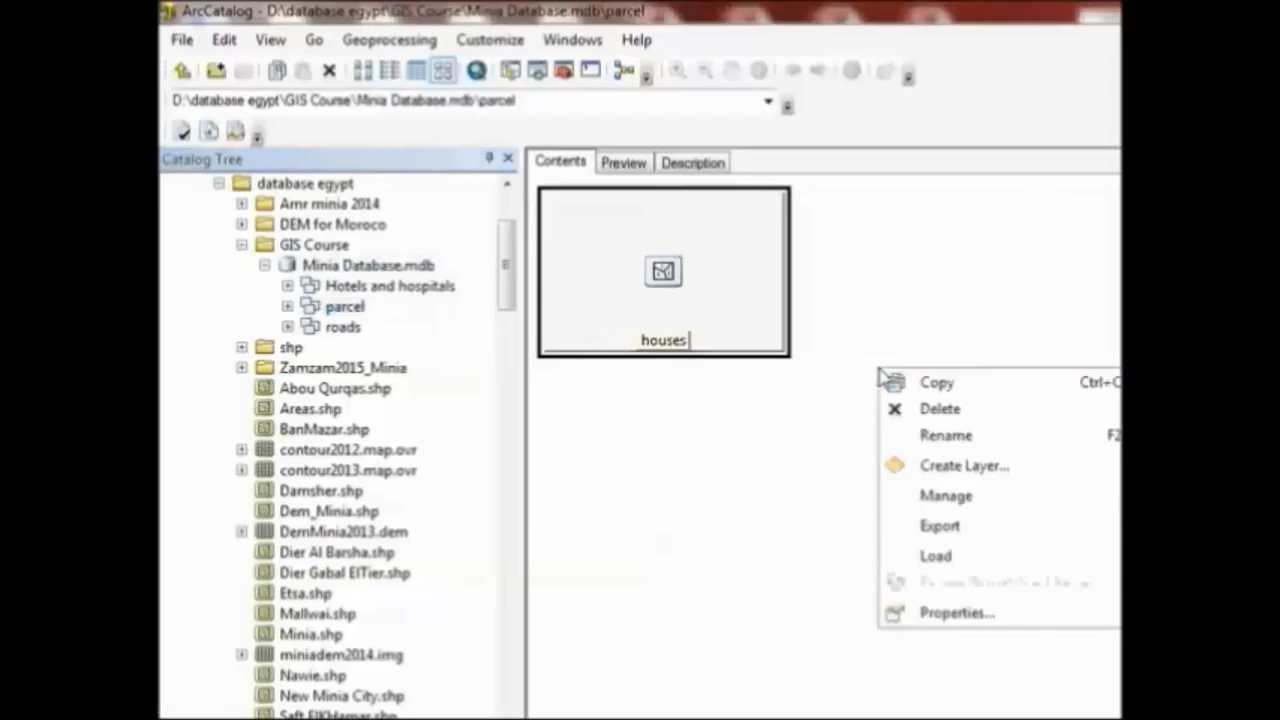 ArcCatalog - D:\database egypt\GIS Course\Minia Database.mdb\parcel
File Edit View Go Geoprocessing Customize Windows Help
D:\database egypt\GIS Course\Minia Database.mdb\parcel
Catalog Tree
database egypt
Amr minia 2014
DEM for Moroco
GIS Course
Minia Database.mdb
Hotels and hospitals
parcel
roads
shp
Zamzam2015_Minia
Abou Qurqas.shp
Areas.shp
BanMazar.shp
contour2012.map.ovr
contour2013.map.ovr
Damsher.shp
Dem_Minia.shp
DemMinia2013.dem
Dier Al Barsha.shp
Dier Gabal ElTier.shp
Etsa.shp
Mallwai.shp
Minia.shp
miniadem2014.img
Nawie.shp
New Minia City.shp
Saft ElKHamar.shp
Contents Preview Description
houses
Copy Ctrl+C
Delete
Rename F2
Create Layer...
Manage
Export
Load
Properties...